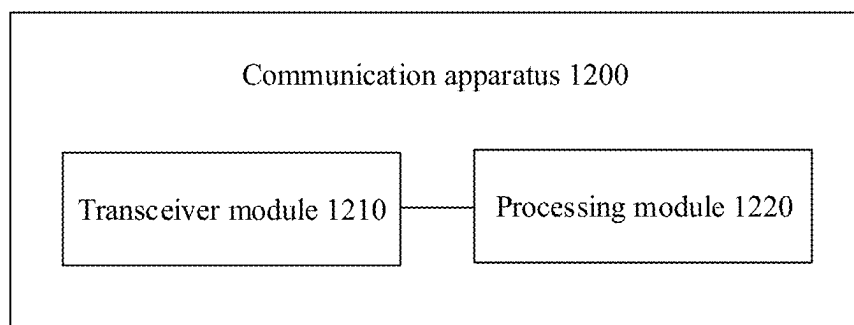 Communication apparatus 1200
Transceiver module 1210
Processing module 1220